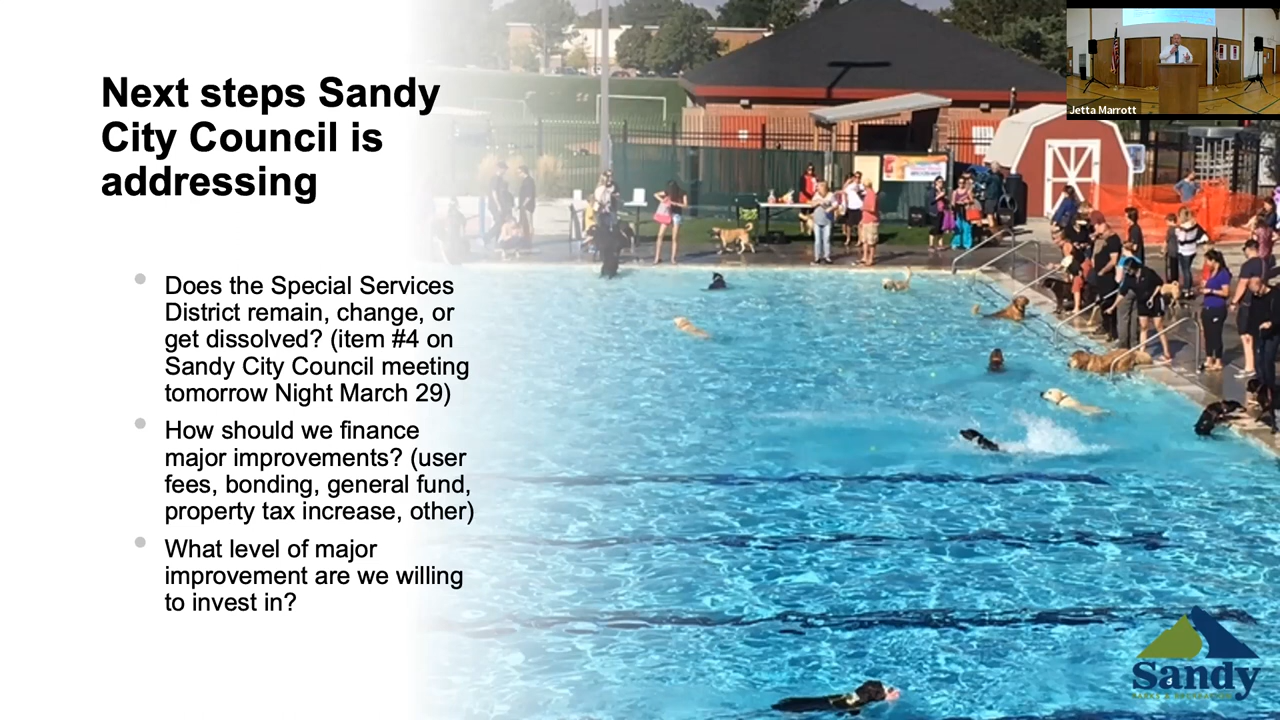 Next steps Sandy
City Council is
addressing
Does the Special Services
District remain, change, or
get dissolved? (item #4 on
Sandy City Council meeting
tomorrow Night March 29)
How should we finance
major improvements? (user
fees, bonding, general fund,
property tax increase, other)
What level of major
improvement are we willing
to invest in?
Jetta Marrott
Sandy
PARKS & RECREATION
5